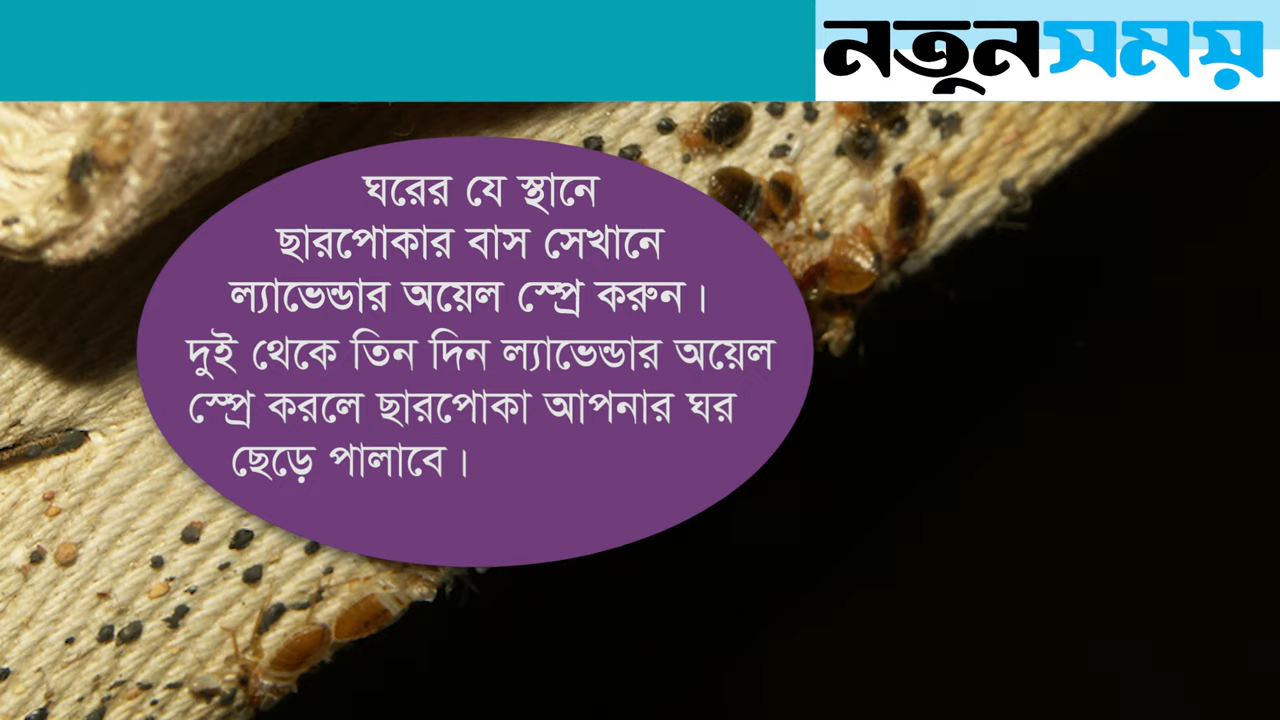 নতুনসময়
ঘরের যে স্থানে
ছারপোকার বাস সেখানে
ল্যাভেন্ডার অয়েল স্প্রে করুন।
দুই থেকে তিন দিন ল্যাভেন্ডার অয়েল
স্প্রে করলে ছারপোকা আপনার ঘর
ছেড়ে পালাবে।